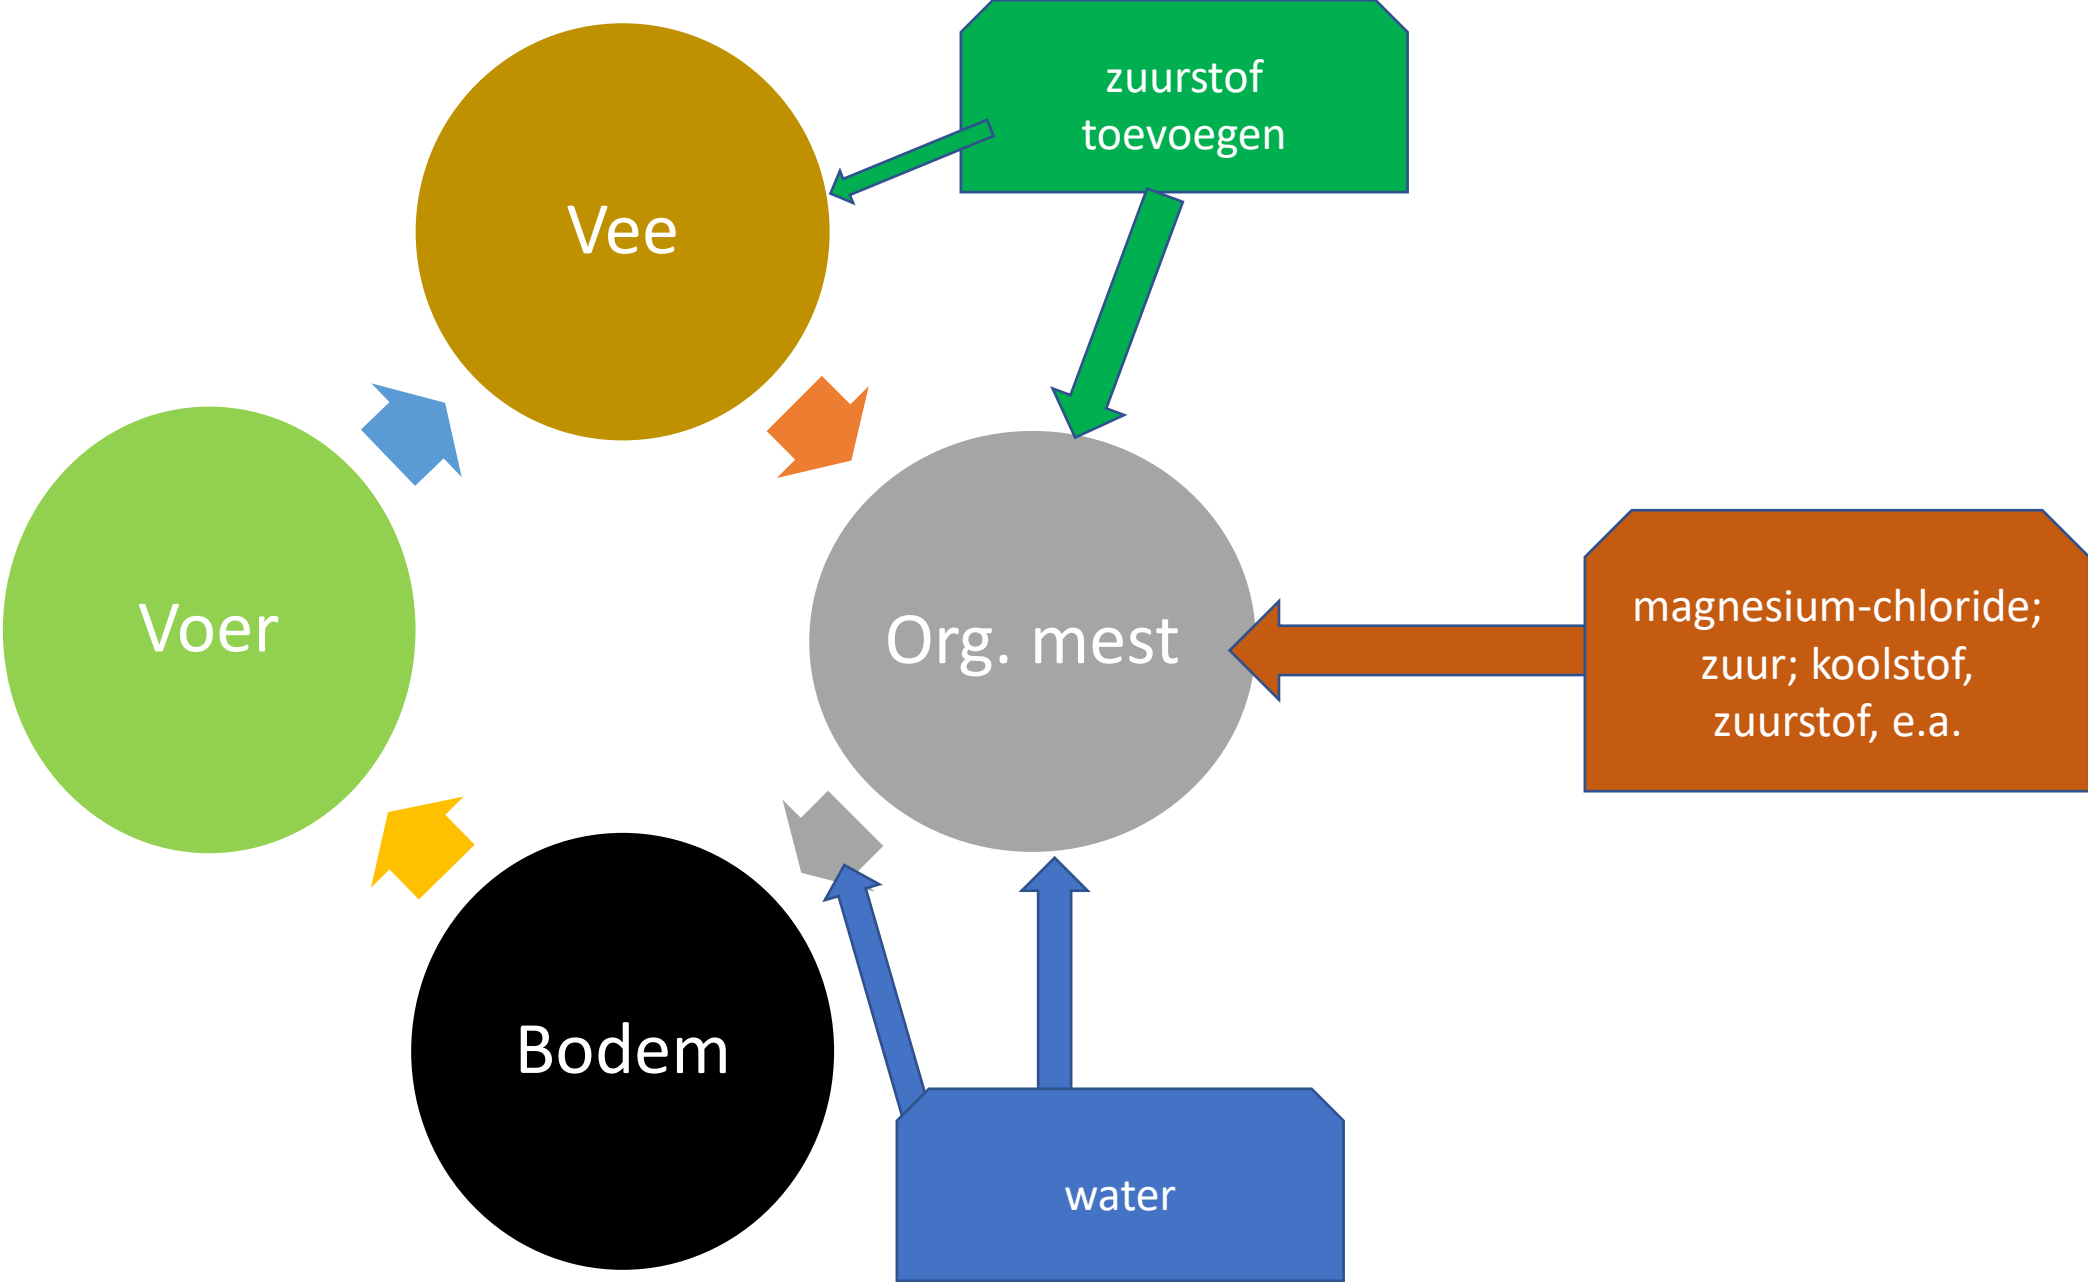 zuurstof
toevoegen
Vee
Voer
Org. mest
magnesium-chloride;
zuur; koolstof,
zuurstof, e.a.
Bodem
water